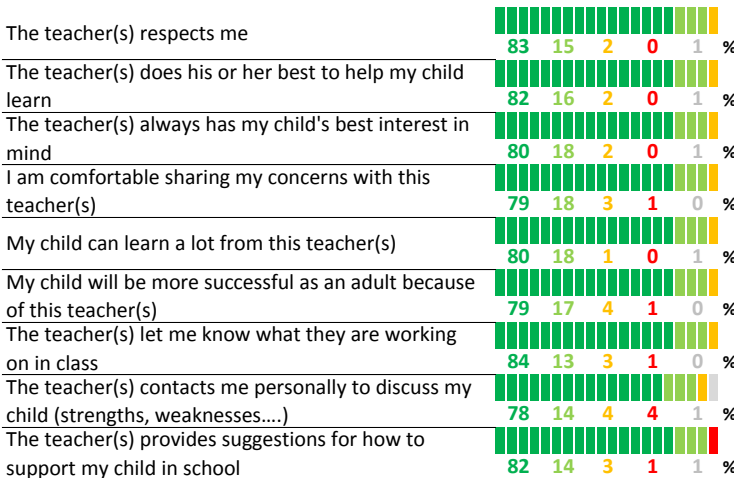 The teacher(s) respects me
83 15 2 0 1 %
The teacher(s) does his or her best to help my child
learn
82 16 2 0 1 %
The teacher(s) always has my child's best interest in
mind
80 18 2 0 1 %
I am comfortable sharing my concerns with this
teacher(s)
79 18 3 1 0 %
My child can learn a lot from this teacher(s)
80 18 1 0 1 %
My child will be more successful as an adult because
of this teacher(s)
79 17 4 1 0 %
The teacher(s) let me know what they are working
on in class
84 13 3 1 0 %
The teacher(s) contacts me personally to discuss my
child (strengths, weaknesses....)
78 14 4 4 1 %
The teacher(s) provides suggestions for how to
support my child in school
82 14 3 1 1 %